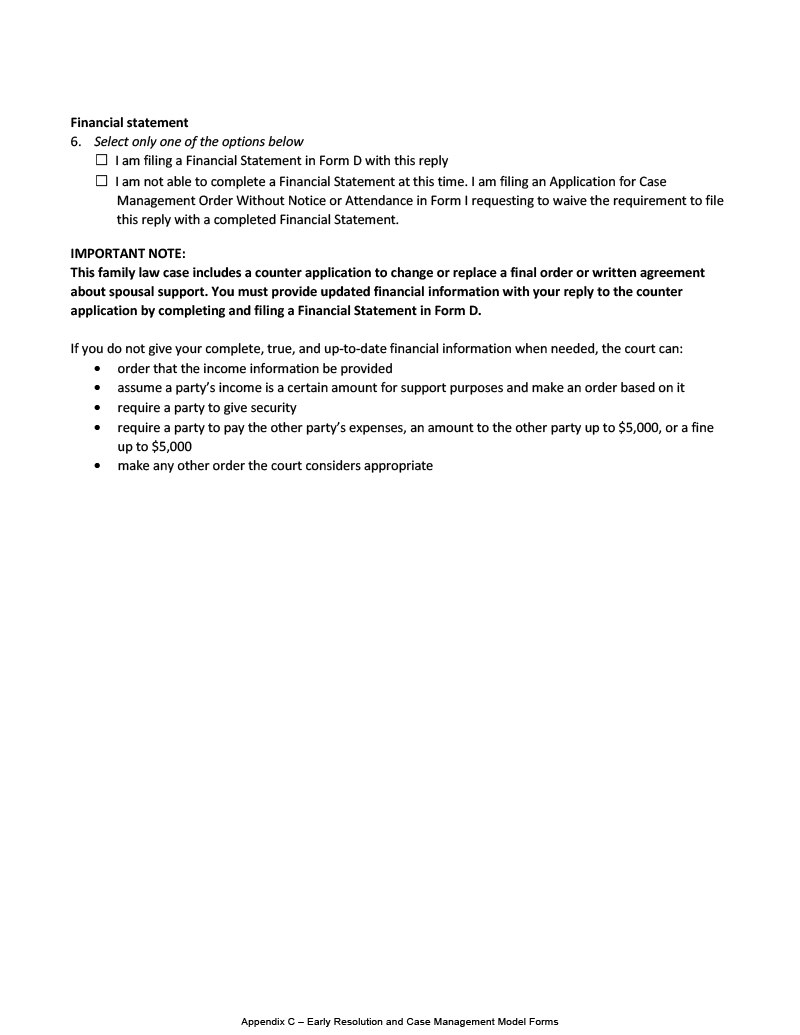 Financial statement
6. Select only one of the options below
☐ I am filing a Financial Statement in Form D with this reply
☐ I am not able to complete a Financial Statement at this time. I am filing an Application for Case
Management Order Without Notice or Attendance in Form I requesting to waive the requirement to file
this reply with a completed Financial Statement.
IMPORTANT NOTE:
This family law case includes a counter application to change or replace a final order or written agreement
about spousal support. You must provide updated financial information with your reply to the counter
application by completing and filing a Financial Statement in Form D.
If you do not give your complete, true, and up-to-date financial information when needed, the court can:
• order that the income information be provided
• assume a party’s income is a certain amount for support purposes and make an order based on it
• require a party to give security
• require a party to pay the other party’s expenses, an amount to the other party up to $5,000, or a fine
up to $5,000
• make any other order the court considers appropriate
Appendix C – Early Resolution and Case Management Model Forms